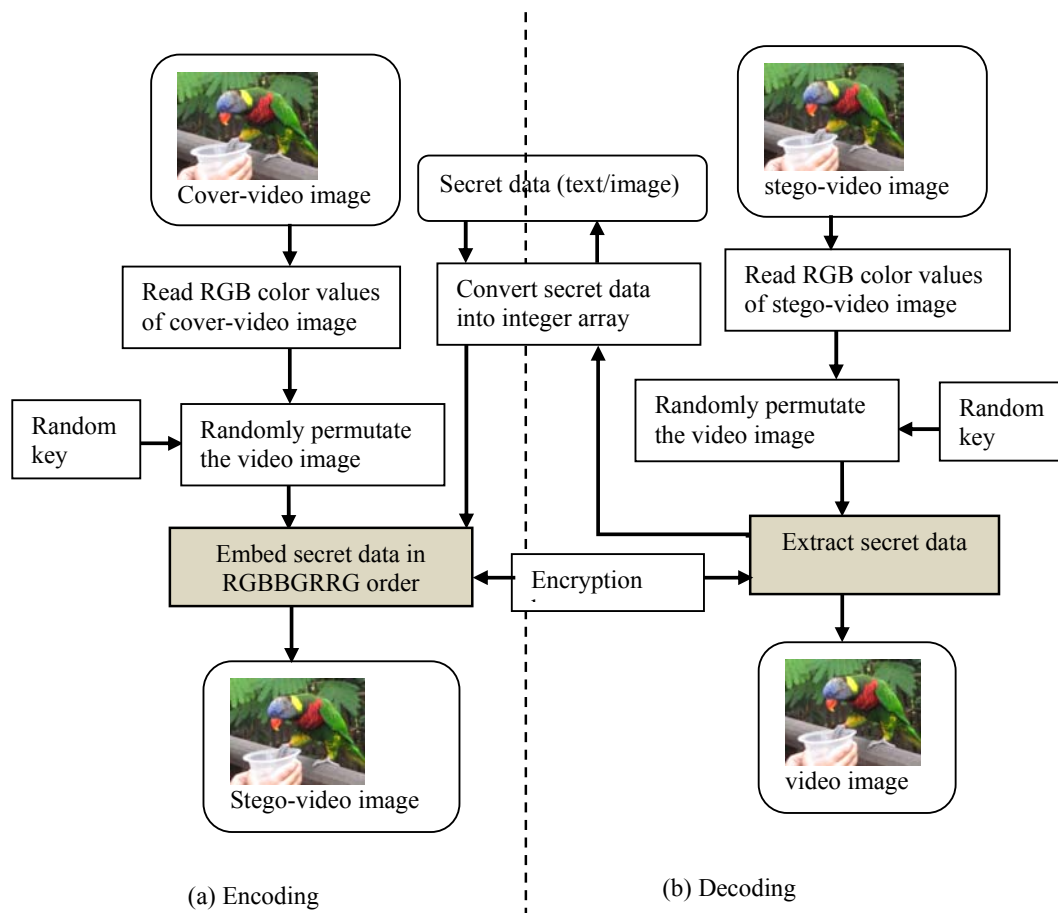 Cover-video image
Read RGB color values
of cover-video image
Random
key
Randomly permutate
the video image
Embed secret data in
RGBBGRRG order
Stego-video image
(a) Encoding
Secret data (text/image)
Convert secret data
into integer array
Encryption
stego-video image
Read RGB color values
of stego-video image
Randomly permutate
the video image
Random
key
Extract secret data
video image
(b) Decoding